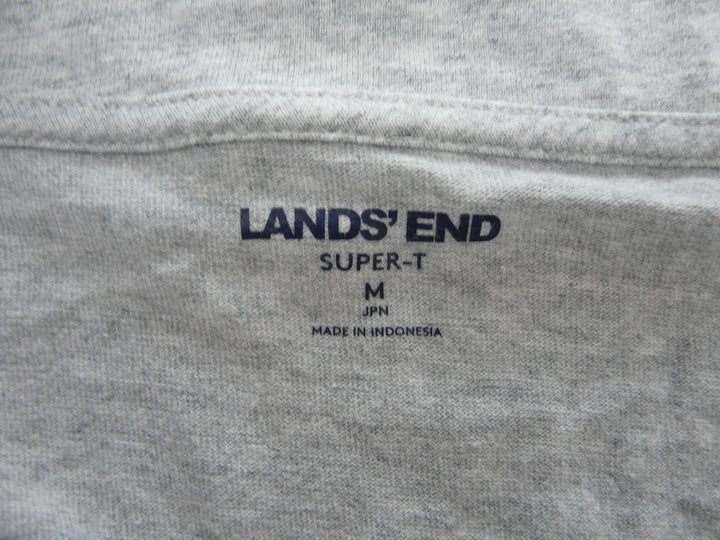 LANDS' END
SUPER-T
M
JPN
MADE IN INDONESIA